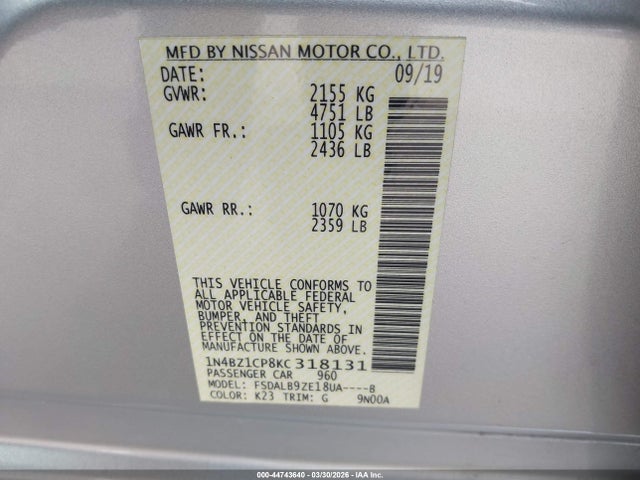 MFD BY NISSAN MOTOR CO., LTD.
DATE: 09/19
GVWR: 2155 KG
4751 LB
GAWR FR.: 1105 KG
2436 LB
GAWR RR.: 1070 KG
2359 LB
THIS VEHICLE CONFORMS TO
ALL APPLICABLE FEDERAL
MOTOR VEHICLE SAFETY,
BUMPER, AND THEFT
PREVENTION STANDARDS IN
EFFECT ON THE DATE OF
MANUFACTURE SHOWN ABOVE.
1N4BZ1CP8KC318131
PASSENGER CAR 960
MODEL: FSDALB9ZE18UA----B
COLOR: K23 TRIM: G 9N00A
000-44743640 - 03/30/2026 - IAA Inc.